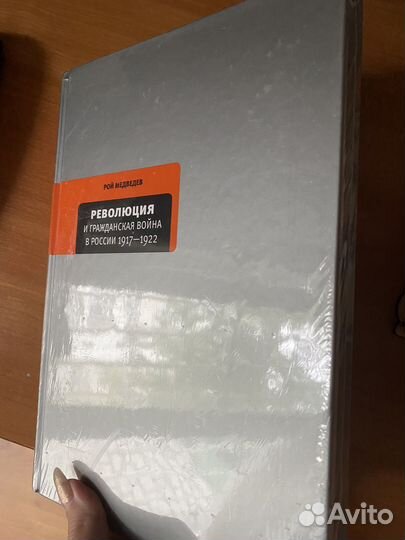 РОЙ МЕДВЕДЕВ
РЕВОЛЮЦИЯ
И ГРАЖДАНСКАЯ ВОЙНА
В РОССИИ 1917—1922
Avito